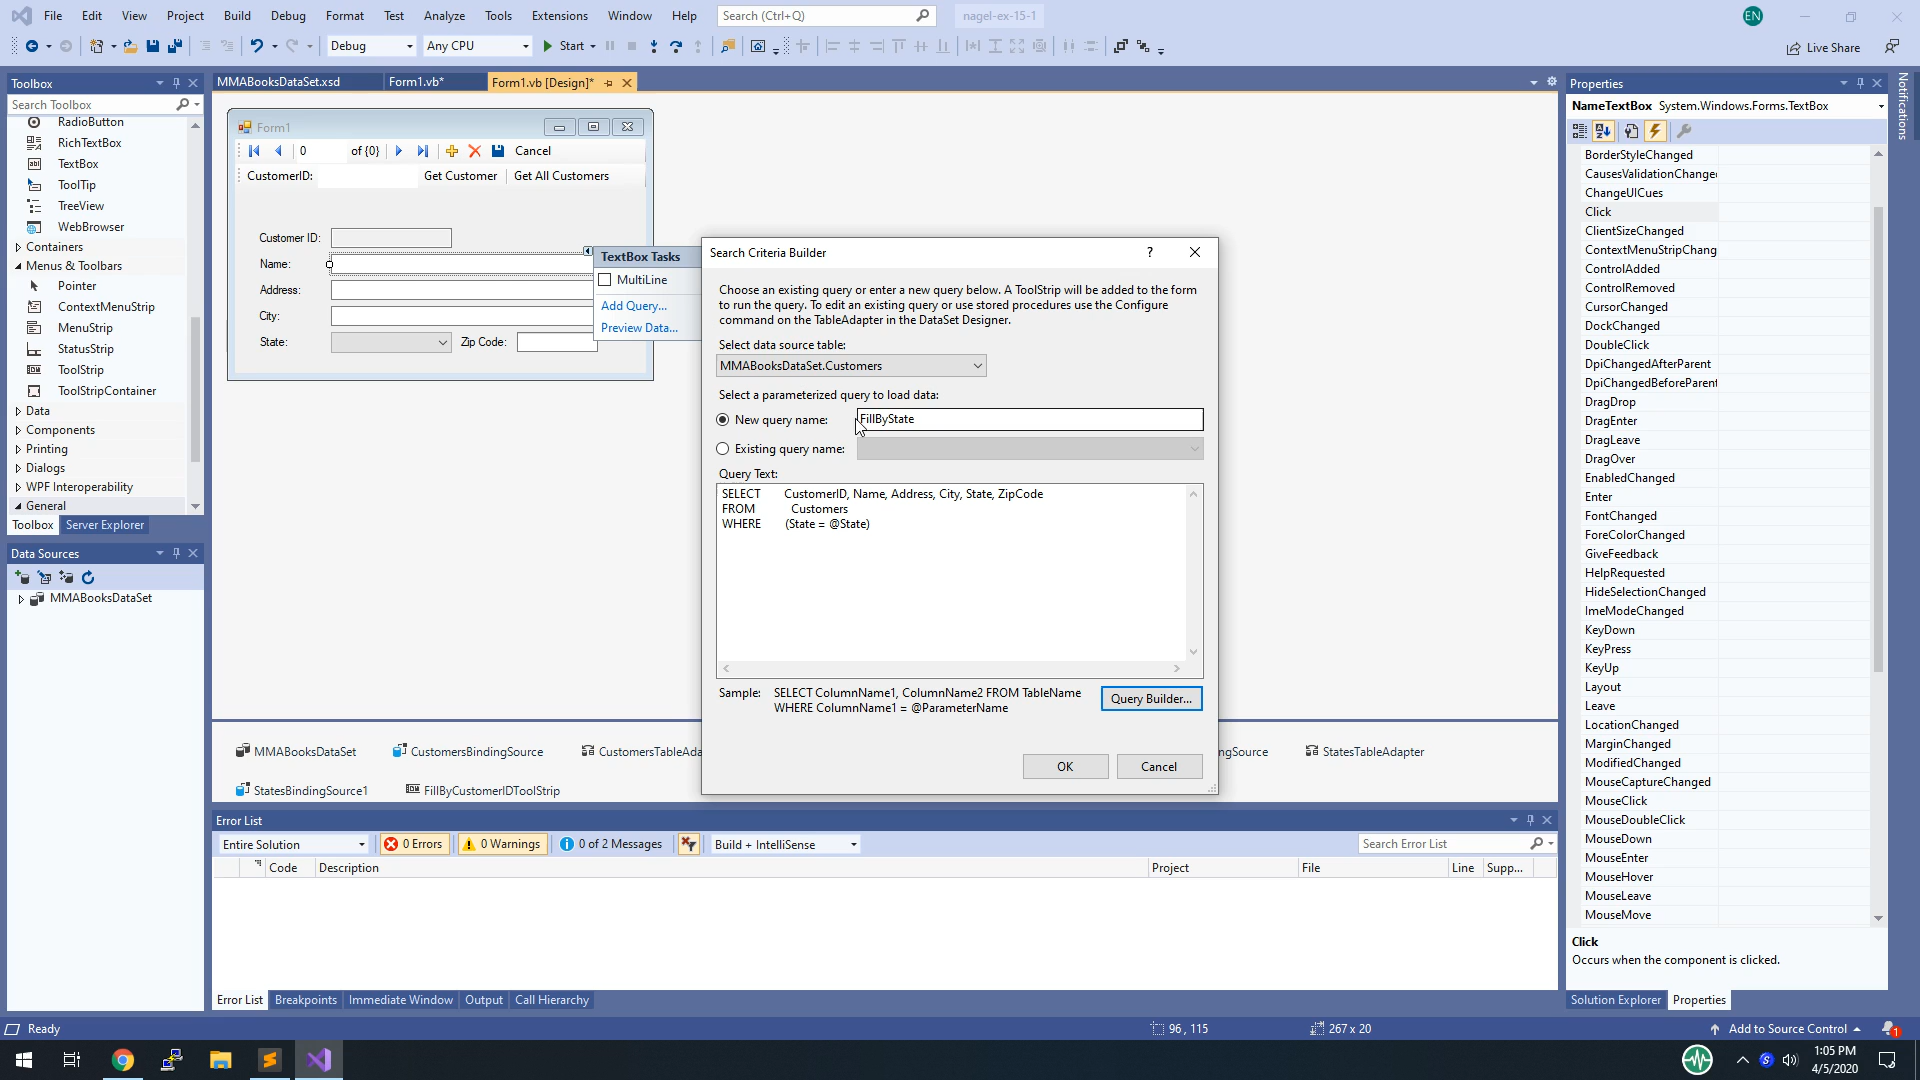 File Edit View Project Build Debug Format Test Analyze Tools Extensions Window Help Search (Ctrl+Q) nagel-ex-15-1 EN
Debug Any CPU Start Live Share
Toolbox
Search Toolbox
RadioButton
RichTextBox
TextBox
ToolTip
TreeView
WebBrowser
Containers
Menus & Toolbars
Pointer
ContextMenuStrip
MenuStrip
StatusStrip
ToolStrip
ToolStripContainer
Data
Components
Printing
Dialogs
WPF Interoperability
General
Toolbox Server Explorer
Data Sources
MMABooksDataSet
MMABooksDataSet.xsd Form1.vb* Form1.vb [Design]*
Form1
0 of {0} Cancel
CustomerID: Get Customer Get All Customers
Customer ID:
Name:
Address:
City:
State: Zip Code:
TextBox Tasks
MultiLine
Add Query...
Preview Data...
Search Criteria Builder
Choose an existing query or enter a new query below. A ToolStrip will be added to the form
to run the query. To edit an existing query or use stored procedures use the Configure
command on the TableAdapter in the DataSet Designer.
Select data source table:
MMABooksDataSet.Customers
Select a parameterized query to load data:
New query name: FillByState
Existing query name:
Query Text:
SELECT CustomerID, Name, Address, City, State, ZipCode
FROM Customers
WHERE (State = @State)
Sample: SELECT ColumnName1, ColumnName2 FROM TableName
WHERE ColumnName1 = @ParameterName
Query Builder...
OK Cancel
MMABooksDataSet CustomersBindingSource CustomersTableAda ngSource StatesTableAdapter
StatesBindingSource1 FillByCustomerIDToolStrip
Error List
Entire Solution 0 Errors 0 Warnings 0 of 2 Messages Build + IntelliSense Search Error List
Code Description Project File Line Supp...
Error List Breakpoints Immediate Window Output Call Hierarchy
Properties
NameTextBox System.Windows.Forms.TextBox
BorderStyleChanged
CausesValidationChange
ChangeUICues
Click
ClientSizeChanged
ContextMenuStripChang
ControlAdded
ControlRemoved
CursorChanged
DockChanged
DoubleClick
DpiChangedAfterParent
DpiChangedBeforeParent
DragDrop
DragEnter
DragLeave
DragOver
EnabledChanged
Enter
FontChanged
ForeColorChanged
GiveFeedback
HelpRequested
HideSelectionChanged
ImeModeChanged
KeyDown
KeyPress
KeyUp
Layout
Leave
LocationChanged
MarginChanged
ModifiedChanged
MouseCaptureChanged
MouseClick
MouseDoubleClick
MouseDown
MouseEnter
MouseHover
MouseLeave
MouseMove
Click
Occurs when the component is clicked.
Solution Explorer Properties
Notifications
Ready 96 , 115 267 x 20 Add to Source Control 1
1:05 PM
4/5/2020